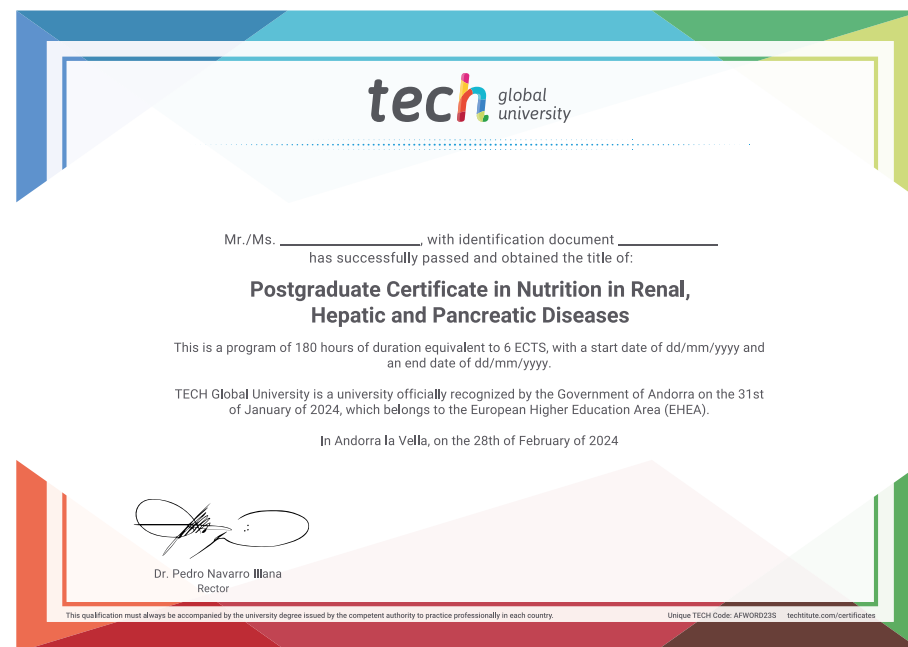 tech global
university
Mr./Ms. ____________, with identification document ____________
has successfully passed and obtained the title of:
Postgraduate Certificate in Nutrition in Renal,
Hepatic and Pancreatic Diseases
This is a program of 180 hours of duration equivalent to 6 ECTS, with a start date of dd/mm/yyyy and
an end date of dd/mm/yyyy.
TECH Global University is a university officially recognized by the Government of Andorra on the 31st
of January of 2024, which belongs to the European Higher Education Area (EHEA).
In Andorra la Vella, on the 28th of February of 2024
Dr. Pedro Navarro Illana
Rector
This qualification must always be accompanied by the university degree issued by the competent authority to practice professionally in each country. Unique TECH Code: AFWORD23S techtitute.com/certificates